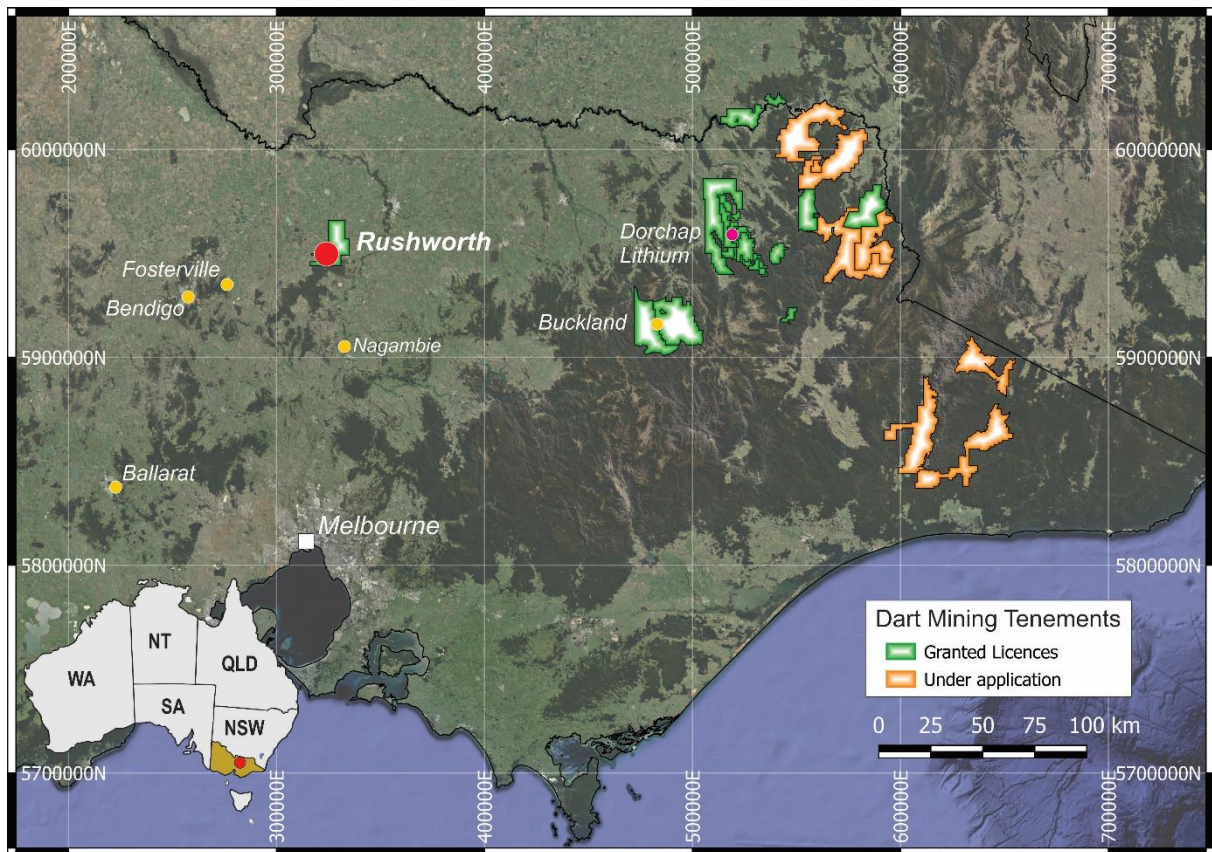 200000E
300000E
400000E
500000E
600000E
700000E
6000000N
6000000N
Rushworth
Dorchap
Lithium
Fosterville
Bendigo
Buckland
Nagambie
5900000N
5900000N
Ballarat
Melbourne
5800000N
5800000N
Dart Mining Tenements
Granted Licences
Under application
0 25 50 75 100 km
NT
QLD
WA
SA
NSW
5700000N
5700000N
300000E
400000E
500000E
600000E
700000E